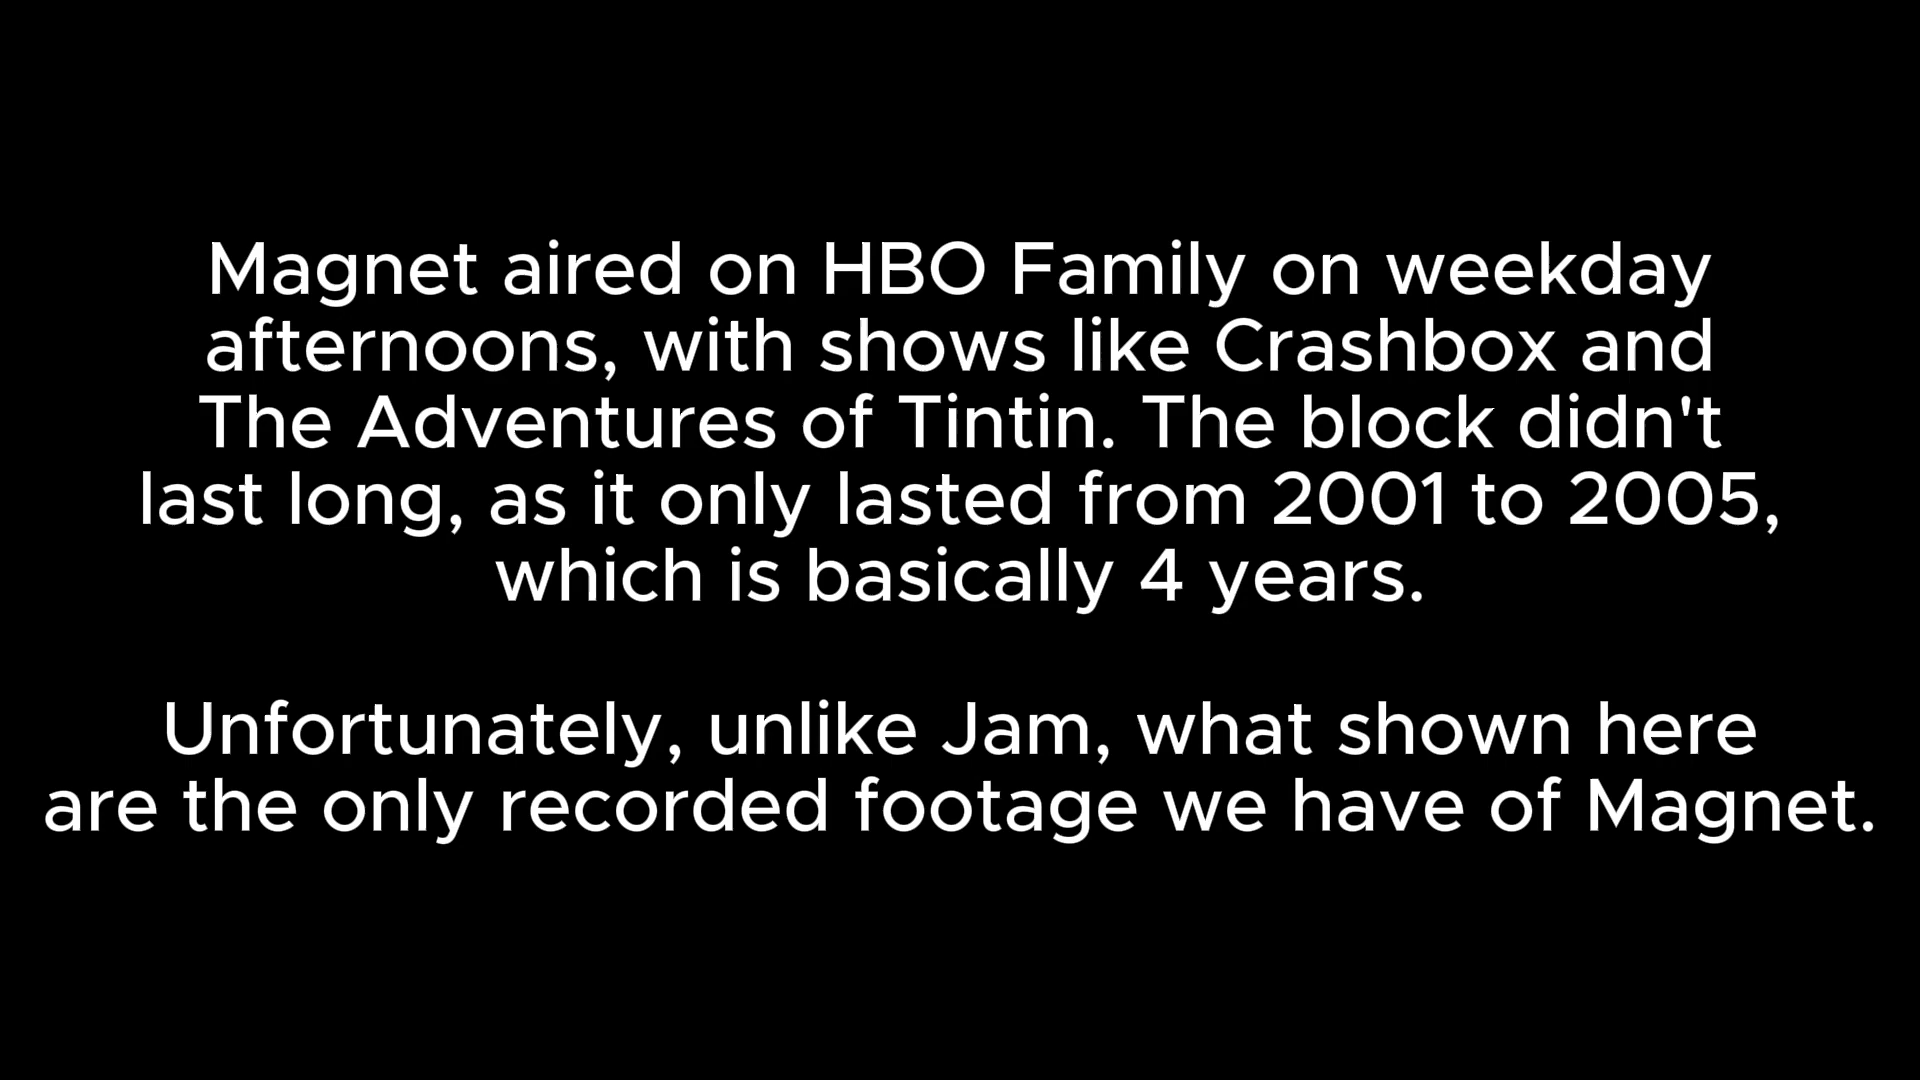 Magnet aired on HBO Family on weekday
afternoons, with shows like Crashbox and
The Adventures of Tintin. The block didn't
last long, as it only lasted from 2001 to 2005,
which is basically 4 years.
Unfortunately, unlike Jam, what shown here
are the only recorded footage we have of Magnet.